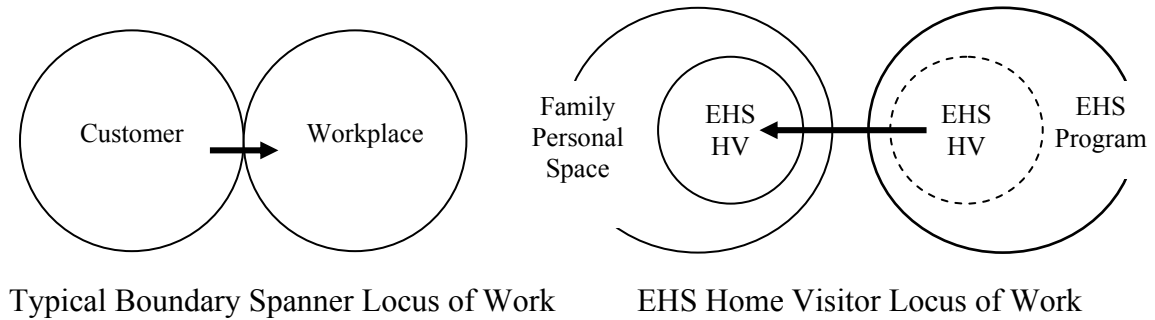 Customer
Workplace
Family
Personal
Space
EHS
HV
EHS
HV
EHS
Program
Typical Boundary Spanner Locus of Work
EHS Home Visitor Locus of Work